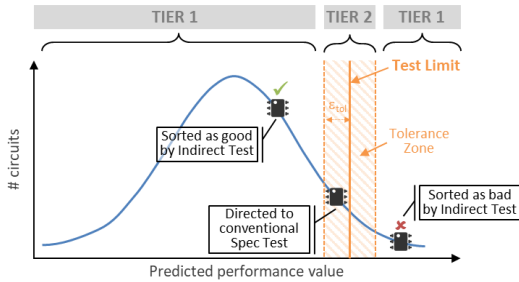 TIER 1
TIER 2
TIER 1
Test Limit
εtol
Tolerance
Zone
Sorted as good
by Indirect Test
Directed to
conventional
Spec Test
Sorted as bad
by Indirect Test
# circuits
Predicted performance value